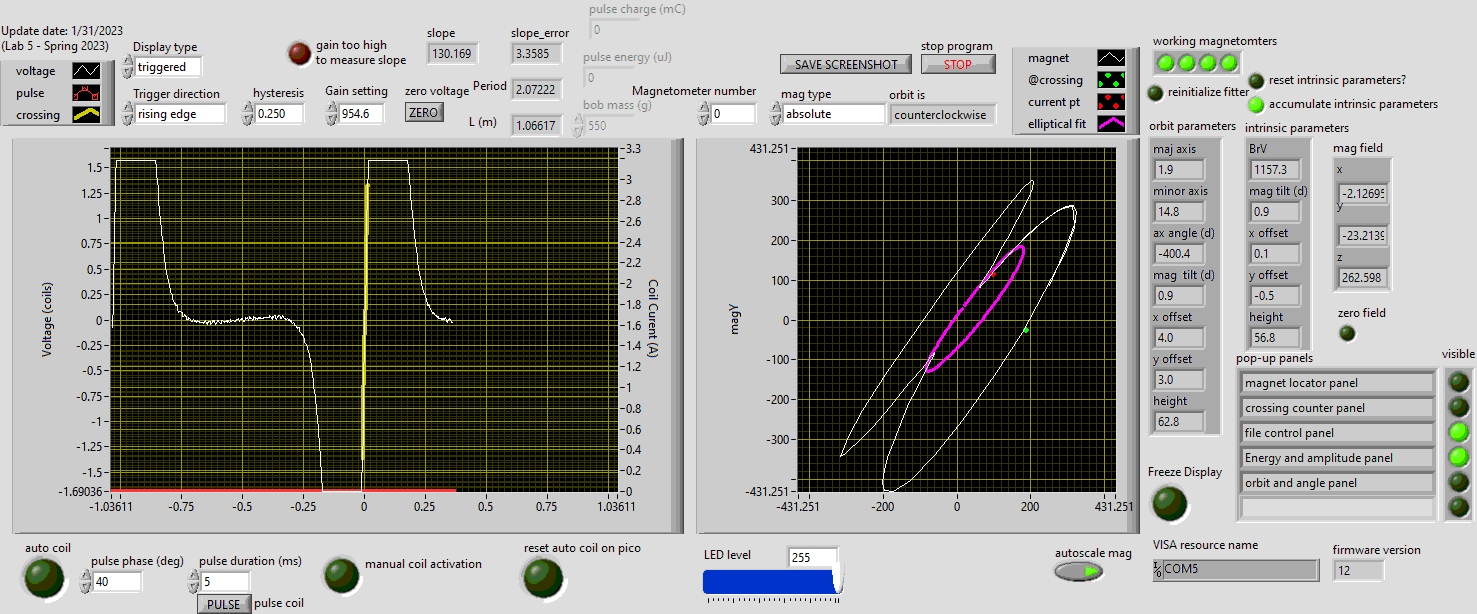 Update date: 1/31/2023
(Lab 5 - Spring 2023)
voltage
pulse
crossing
Display type
triggered
Trigger direction
rising edge
gain too high
to measure slope
hysteresis
0.250
Gain setting
954.6
zero voltage
ZERO
slope
130.169
slope_error
3.3585
Period
2.07222
L (m)
1.06617
pulse charge (mC)
0
pulse energy (uJ)
0
bob mass (g)
550
Magnetometer number
0
SAVE SCREENSHOT
stop program
STOP
mag type
absolute
orbit is
counterclockwise
magnet
@crossing
current pt
elliptical fit
working magnetomters
reinitialize fitter
reset intrinsic parameters?
accumulate intrinsic parameters
Voltage (coils)
1.5
1.25
1
0.75
0.5
0.25
0
-0.25
-0.5
-0.75
-1
-1.25
-1.5
-1.69036
-1.03611
-0.75
-0.5
-0.25
0
0.25
0.5
0.75
1.03611
3.3
3
2.8
2.6
2.4
2.2
2
1.8
1.6
1.4
1.2
1
0.8
0.6
0.4
0.2
0
Coil Current (A)
magy
431.251
300
200
100
0
-100
-200
-300
-431.251
-431.251
-200
0
200
431.251
orbit parameters
maj axis
1.9
minor axis
14.8
ax angle (d)
-400.4
mag tilt (d)
0.9
x offset
4.0
y offset
3.0
height
62.8
intrinsic parameters
BrV
1157.3
mag tilt (d)
0.9
x offset
0.1
y offset
-0.5
height
56.8
mag field
x
-2.12695
y
-23.2139
z
262.598
zero field
pop-up panels
visible
magnet locator panel
crossing counter panel
file control panel
Energy and amplitude panel
orbit and angle panel
Freeze Display
auto coil
pulse phase (deg)
40
pulse duration (ms)
5
PULSE
pulse coil
manual coil activation
reset auto coil on pico
LED level
255
autoscale mag
VISA resource name
COM5
firmware version
12